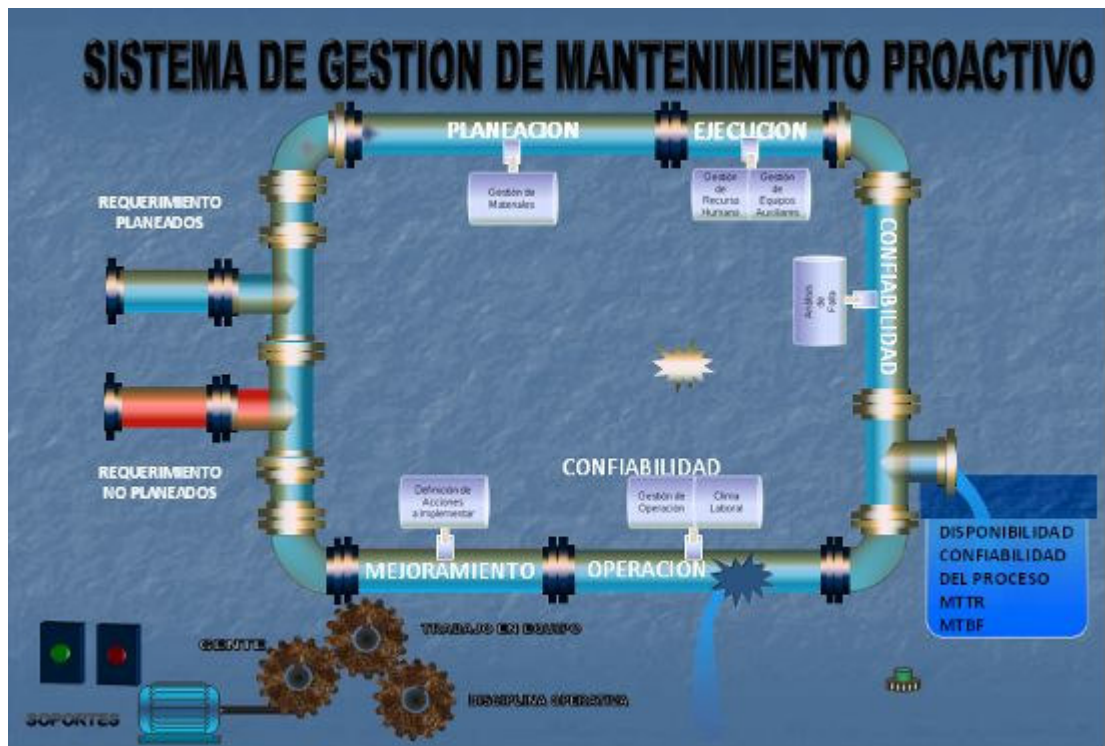 SISTEMA DE GESTION DE MANTENIMIENTO PROACTIVO
PLANEACION
EJECUCION
Gestión de
Materiales
Gestión
de
Recurso
Humano
Gestión
de
Equipos
Auxiliares
REQUERIMIENTO
PLANEADOS
CONFIABILIDAD
Análisis
de
Falla
REQUERIMIENTO
NO PLANEADOS
CONFIABILIDAD
Definición de
Acciones
a implementar
Gestión de
Operación
Clima
Laboral
MEJORAMIENTO
OPERACIÓN
DISPONIBILIDAD
CONFIABILIDAD
DEL PROCESO
MTTR
MTBF
GENTE
TRABAJO EN EQUIPO
DISCIPLINA OPERATIVA
SOPORTES